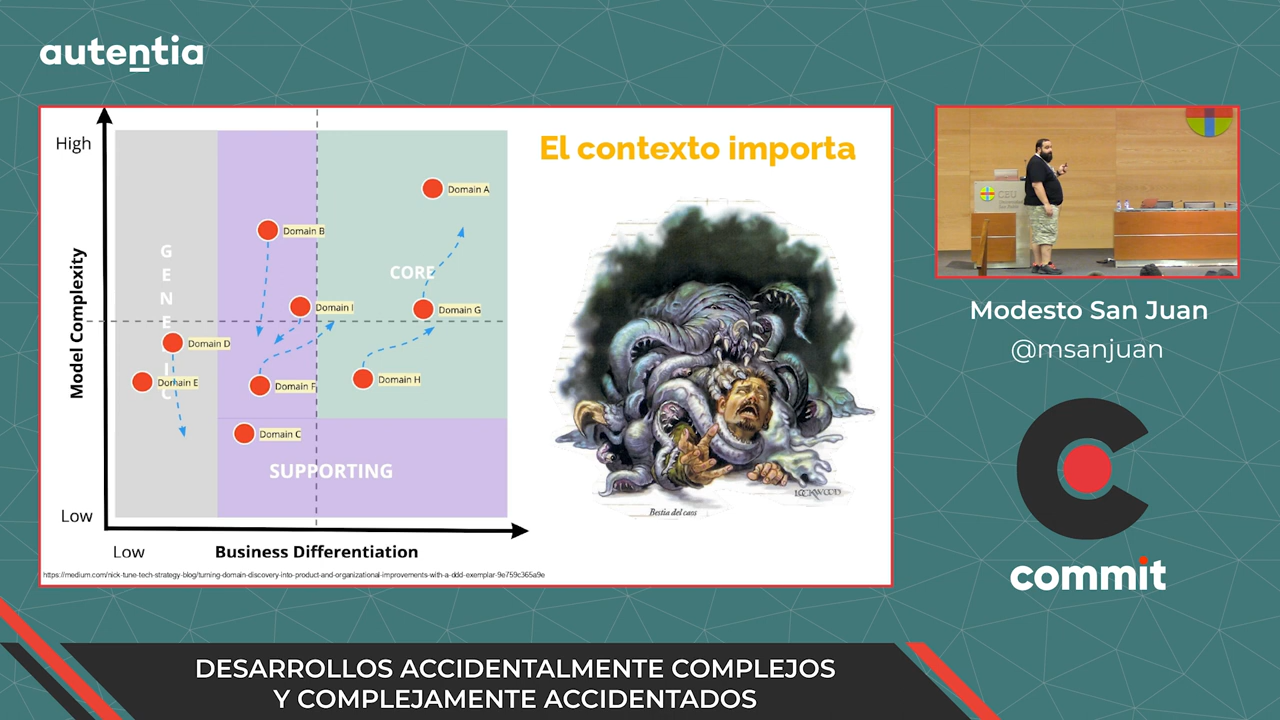 autentia
El contexto importa
High
Domain A
Domain B
CORE
GENERIC
Domain I
Domain G
Model Complexity
Domain D
Domain E
Domain F
Domain H
Domain C
SUPPORTING
Low
Low
Business Differentiation
LOCKWOOD
Bestia del caos
https://medium.com/nick-tune-tech-strategy-blog/turning-domain-discovery-into-product-and-organizational-improvements-with-a-ddd-exemplar-9e759c365a9e
CEU
Modesto San Juan
@msanjuan
commit
DESARROLLOS ACCIDENTALMENTE COMPLEJOS
Y COMPLEJAMENTE ACCIDENTADOS